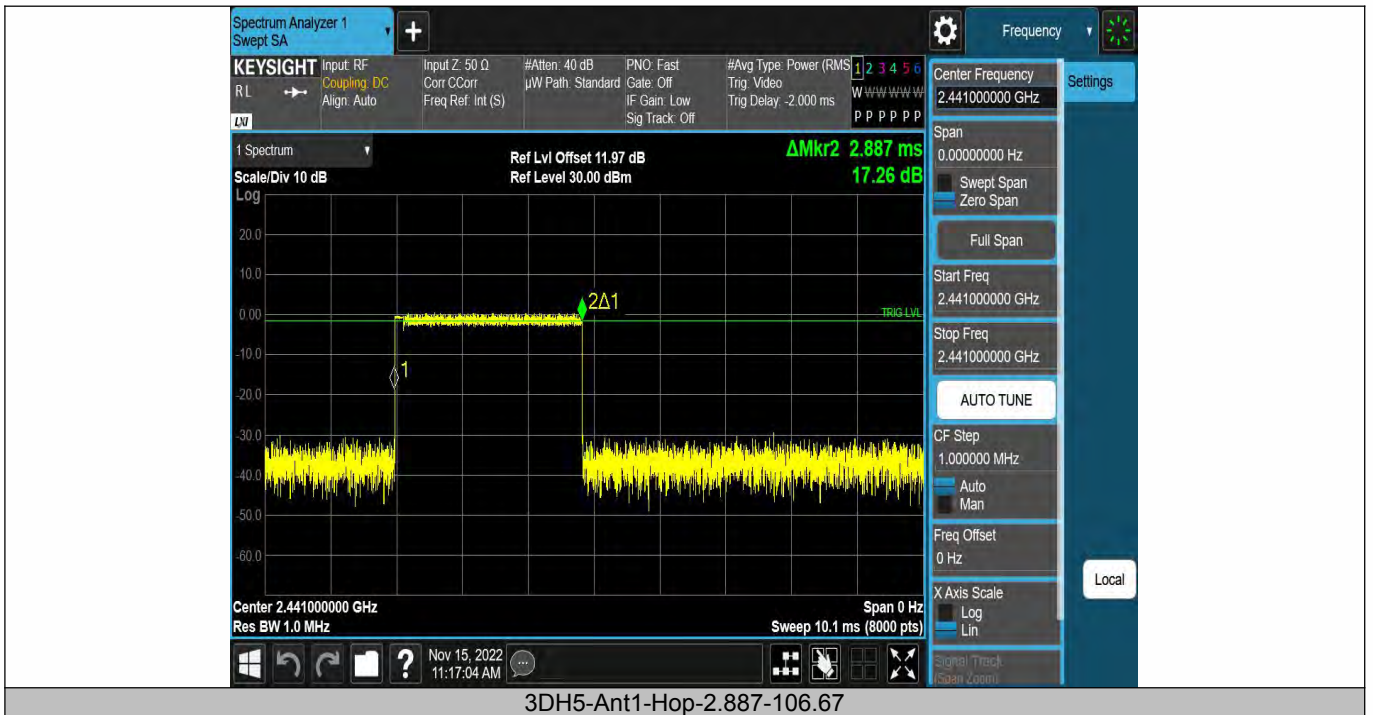 Spectrum Analyzer 1
Swept SA
+
Frequency
KEYSIGHT
RL
LXI
Input: RF
Coupling: DC
Align: Auto
Input Z: 50 Ω
Corr CCorr
Freq Ref: Int (S)
#Atten: 40 dB
µW Path: Standard
PNO: Fast
Gate: Off
IF Gain: Low
Sig Track: Off
#Avg Type: Power (RMS
Trig: Video
Trig Delay: -2.000 ms
1 2 3 4 5 6
W W W W W W
P P P P P P
Center Frequency
2.441000000 GHz
Settings
1 Spectrum
Scale/Div 10 dB
Ref Lvl Offset 11.97 dB
Ref Level 30.00 dBm
ΔMkr2 2.887 ms
17.26 dB
Span
0.00000000 Hz
Swept Span
Zero Span
Full Span
Start Freq
2.441000000 GHz
Stop Freq
2.441000000 GHz
AUTO TUNE
CF Step
1.000000 MHz
Auto
Man
Freq Offset
0 Hz
X Axis Scale
Log
Lin
Signal Track
(Span Zoom)
Local
Log
20.0
10.0
0.00
-10.0
-20.0
-30.0
-40.0
-50.0
-60.0
2Δ1
TRIG LVL
1
Center 2.441000000 GHz
Res BW 1.0 MHz
Span 0 Hz
Sweep 10.1 ms (8000 pts)
?
Nov 15, 2022
11:17:04 AM
3DH5-Ant1-Hop-2.887-106.67